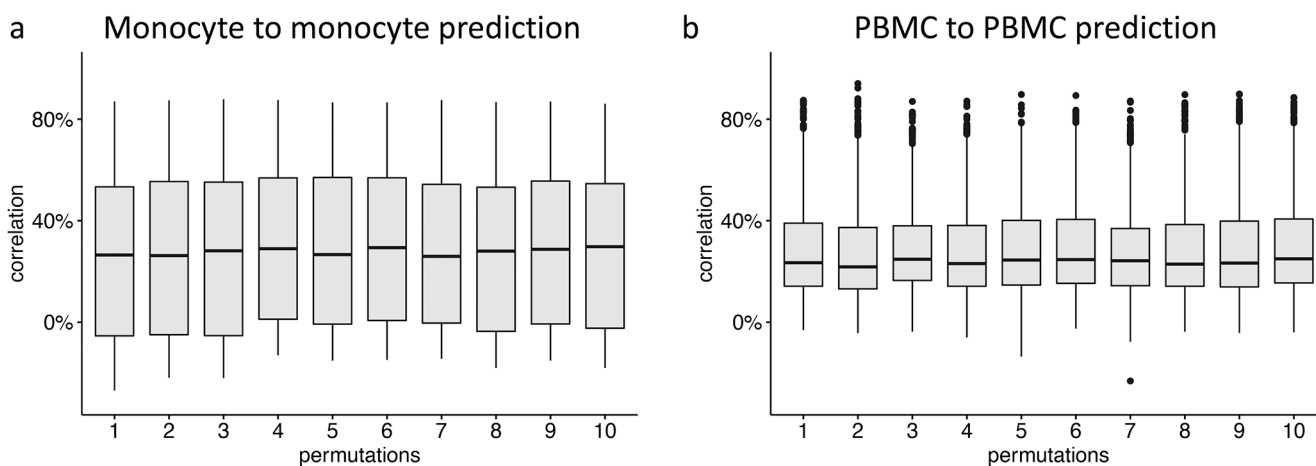 a Monocyte to monocyte prediction
80%
40%
0%
correlation
1 2 3 4 5 6 7 8 9 10
permutations
b PBMC to PBMC prediction
80%
40%
0%
correlation
1 2 3 4 5 6 7 8 9 10
permutations